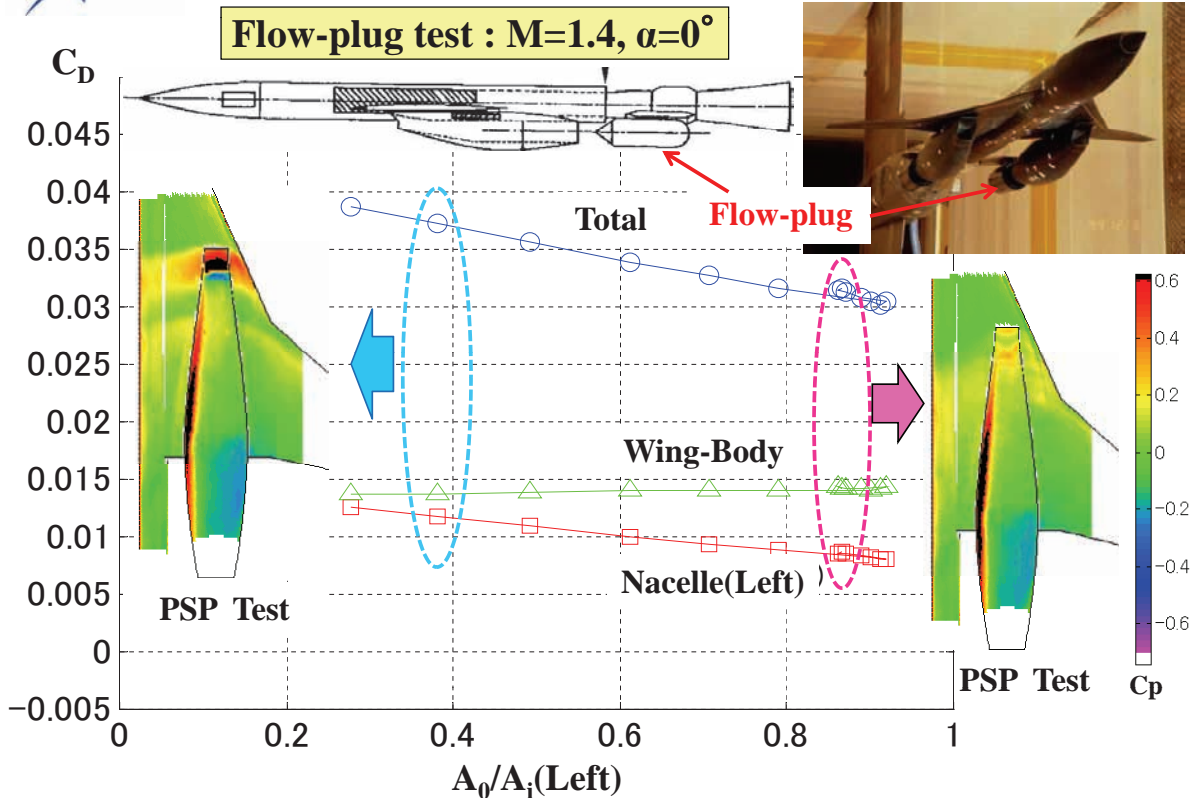 Flow-plug test : M=1.4, α=0°
C_D
0.045
0.04
0.035
0.03
0.025
0.02
0.015
0.01
0.005
0
−0.005
0
0.2
0.4
0.6
0.8
1
A_0/A_i(Left)
Total
Flow-plug
Wing-Body
Nacelle(Left)
)
PSP Test
PSP Test
0.6
0.4
0.2
0
−0.2
−0.4
−0.6
Cp